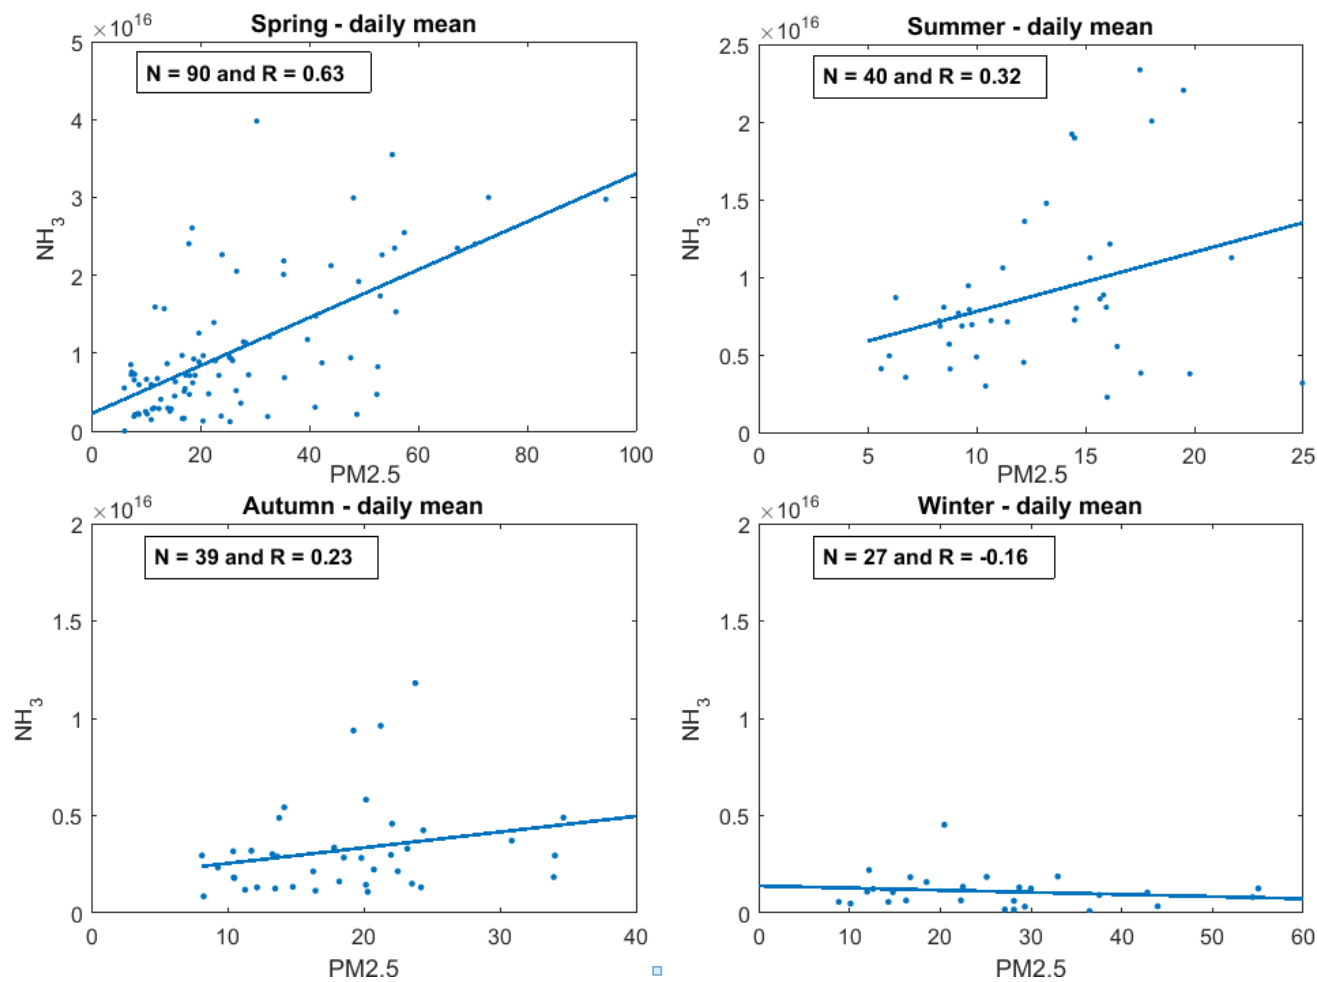 ×10^16
Spring - daily mean
N = 90 and R = 0.63
5
4
3
2
1
0
NH_3
0 20 40 60 80 100
PM2.5
×10^16
Summer - daily mean
N = 40 and R = 0.32
2.5
2
1.5
1
0.5
0
NH_3
0 5 10 15 20 25
PM2.5
×10^16
Autumn - daily mean
N = 39 and R = 0.23
2
1.5
1
0.5
0
NH_3
0 10 20 30 40
PM2.5
×10^16
Winter - daily mean
N = 27 and R = -0.16
2
1.5
1
0.5
0
NH_3
0 10 20 30 40 50 60
PM2.5